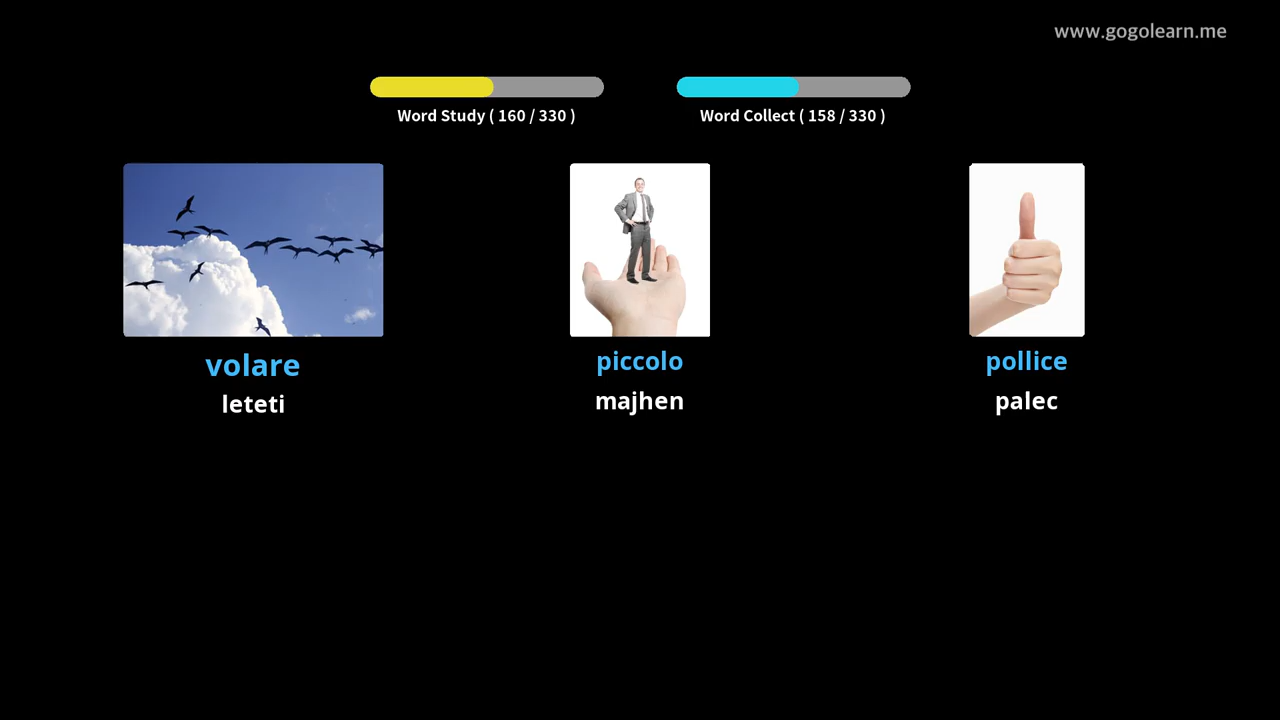 www.gogolearn.me
Word Study ( 160 / 330 )
Word Collect ( 158 / 330 )
volare
leteti
piccolo
majhen
pollice
palec